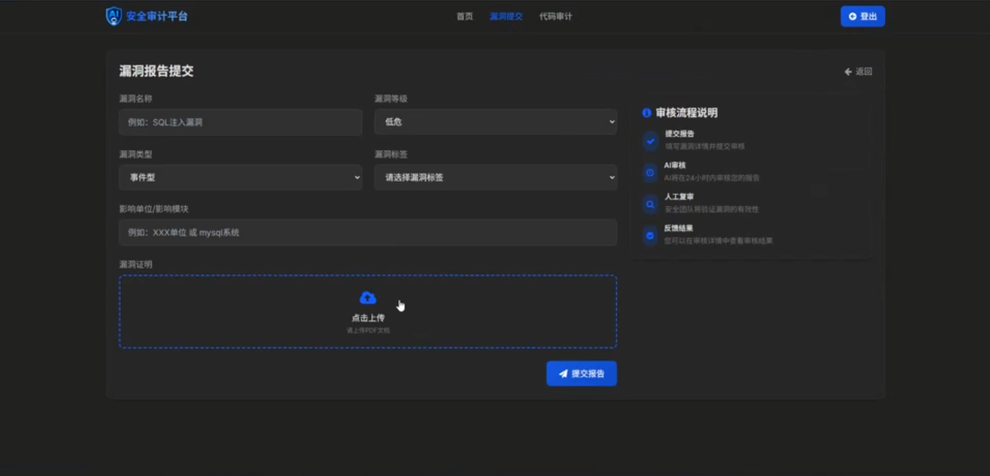 AI
安全审计平台
首页
漏洞提交
代码审计
登出
漏洞报告提交
返回
漏洞名称
漏洞等级
例如：SQL注入漏洞
低危
漏洞类型
漏洞标签
事件型
请选择漏洞标签
影响单位/影响模块
例如：XXX单位 或 mysql系统
漏洞证明
点击上传
请上传PDF文档
提交报告
审核流程说明
提交报告
填写漏洞详情并提交审核
AI审核
AI将在24小时内审核您的报告
人工复审
安全团队将验证漏洞的有效性
反馈结果
您可以在审核详情中查看审核结果